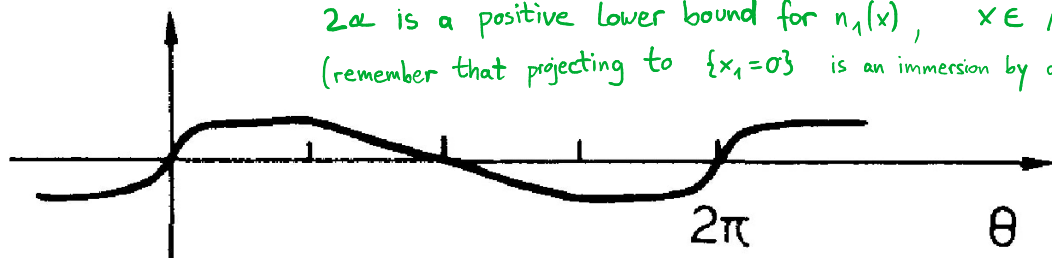 2α is a positive lower bound for n₁(x), x ∈
(remember that projecting to {x₁=0} is an immersion by
2π θ